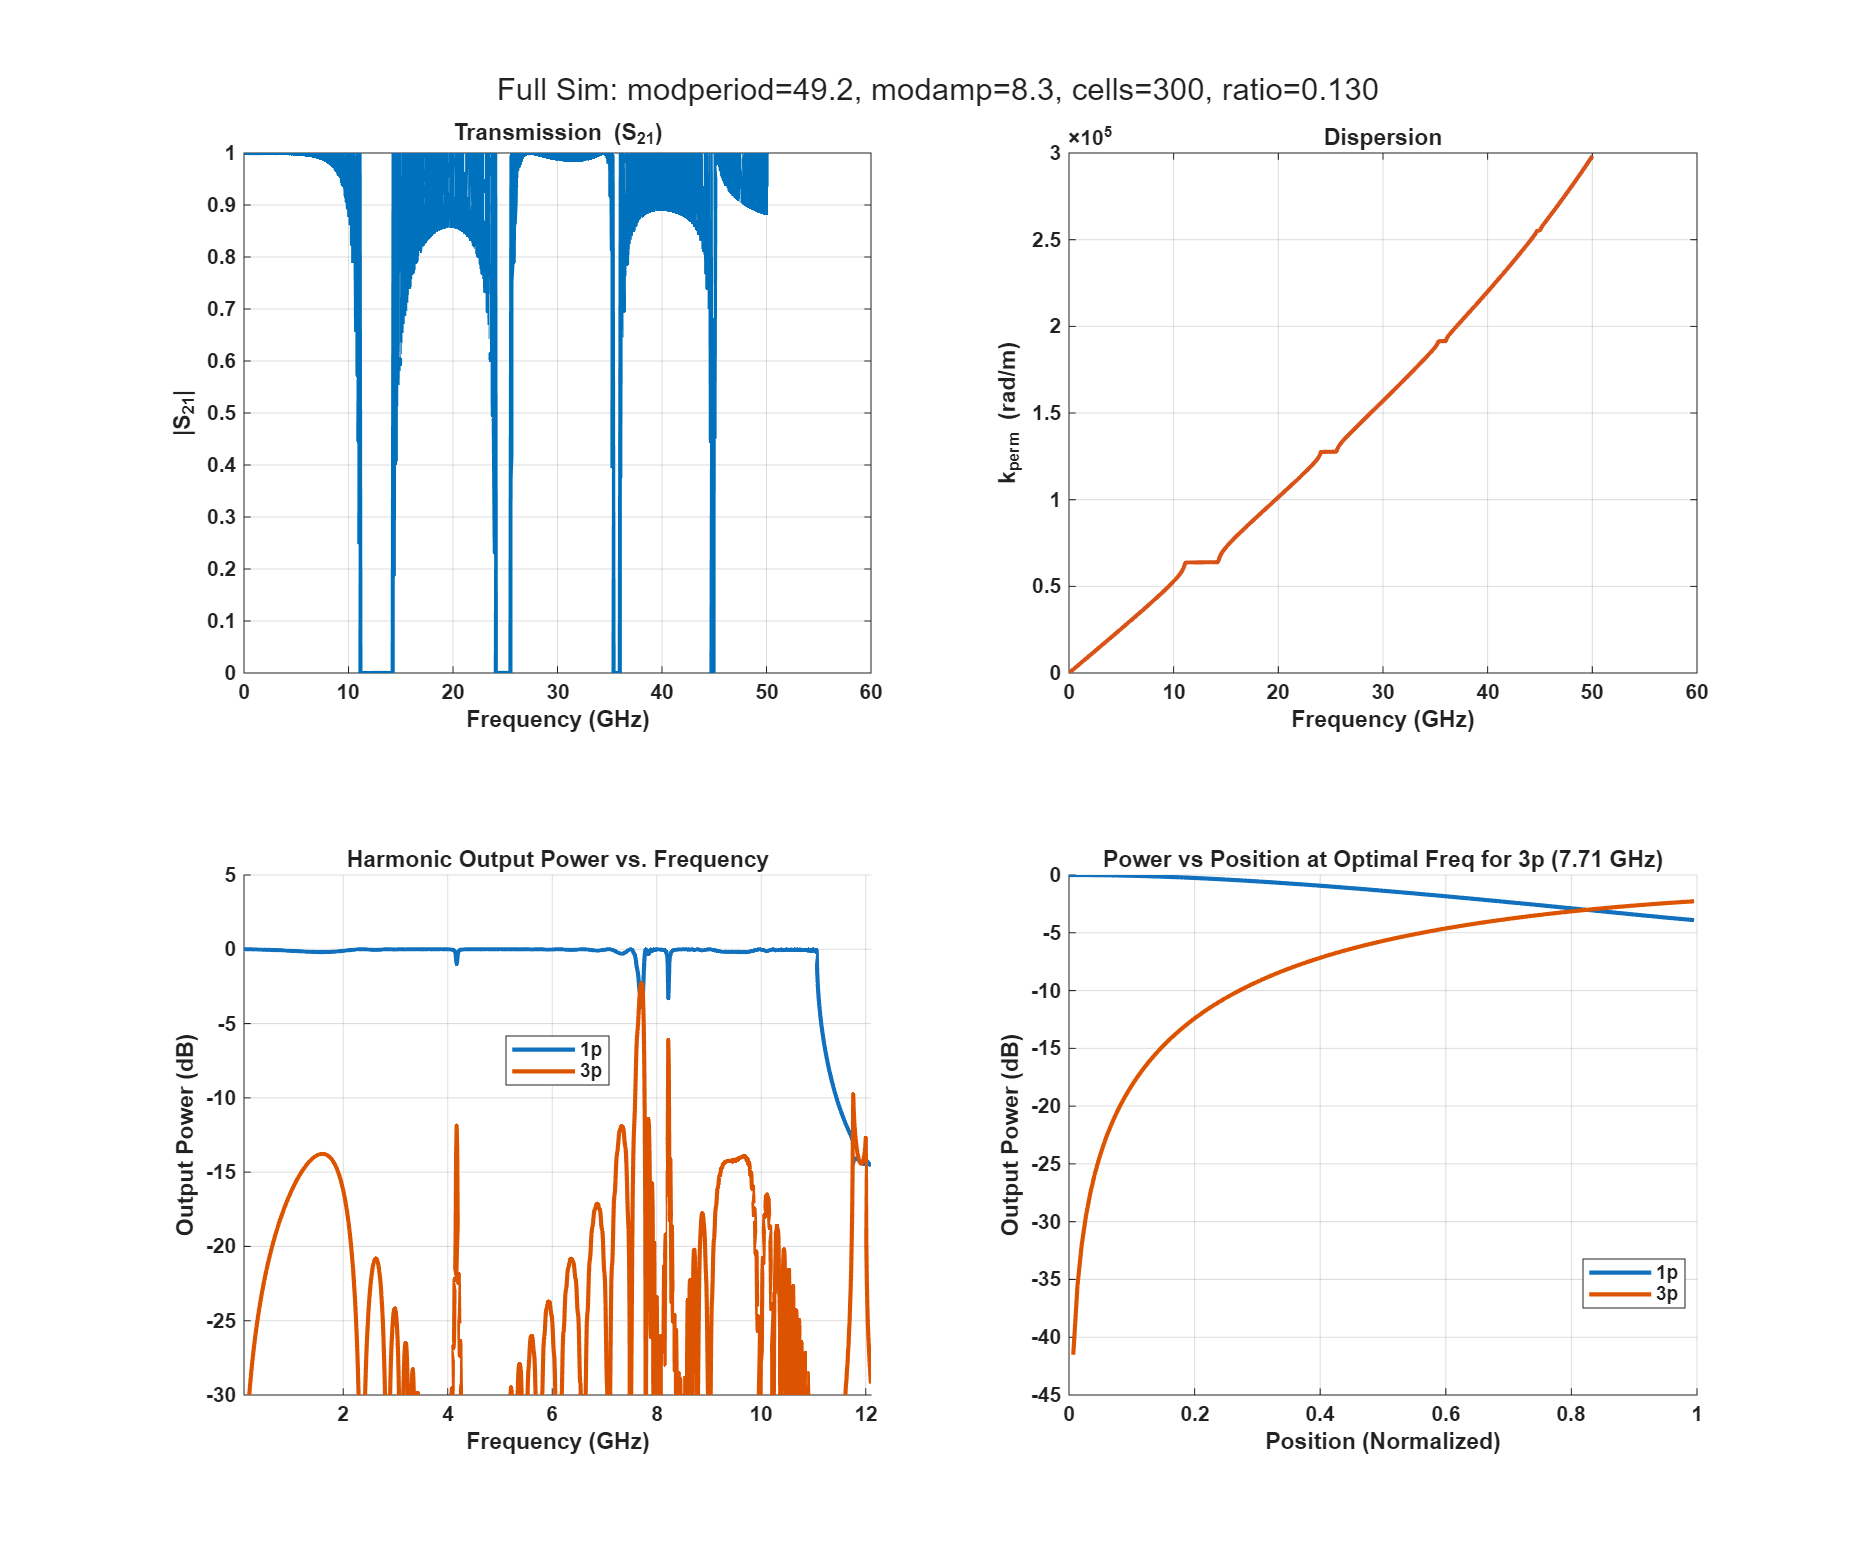 Full Sim: modperiod=49.2, modamp=8.3, cells=300, ratio=0.130
Transmission (S21)
1
0.9
0.8
0.7
0.6
0.5
0.4
0.3
0.2
0.1
0
|S21|
0 10 20 30 40 50 60
Frequency (GHz)
×10^5
Dispersion
3
2.5
2
1.5
1
0.5
0
kperm (rad/m)
0 10 20 30 40 50 60
Frequency (GHz)
Harmonic Output Power vs. Frequency
5
0
-5
-10
-15
-20
-25
-30
Output Power (dB)
1p
3p
2 4 6 8 10 12
Frequency (GHz)
Power vs Position at Optimal Freq for 3p (7.71 GHz)
0
-5
-10
-15
-20
-25
-30
-35
-40
-45
Output Power (dB)
1p
3p
0 0.2 0.4 0.6 0.8 1
Position (Normalized)